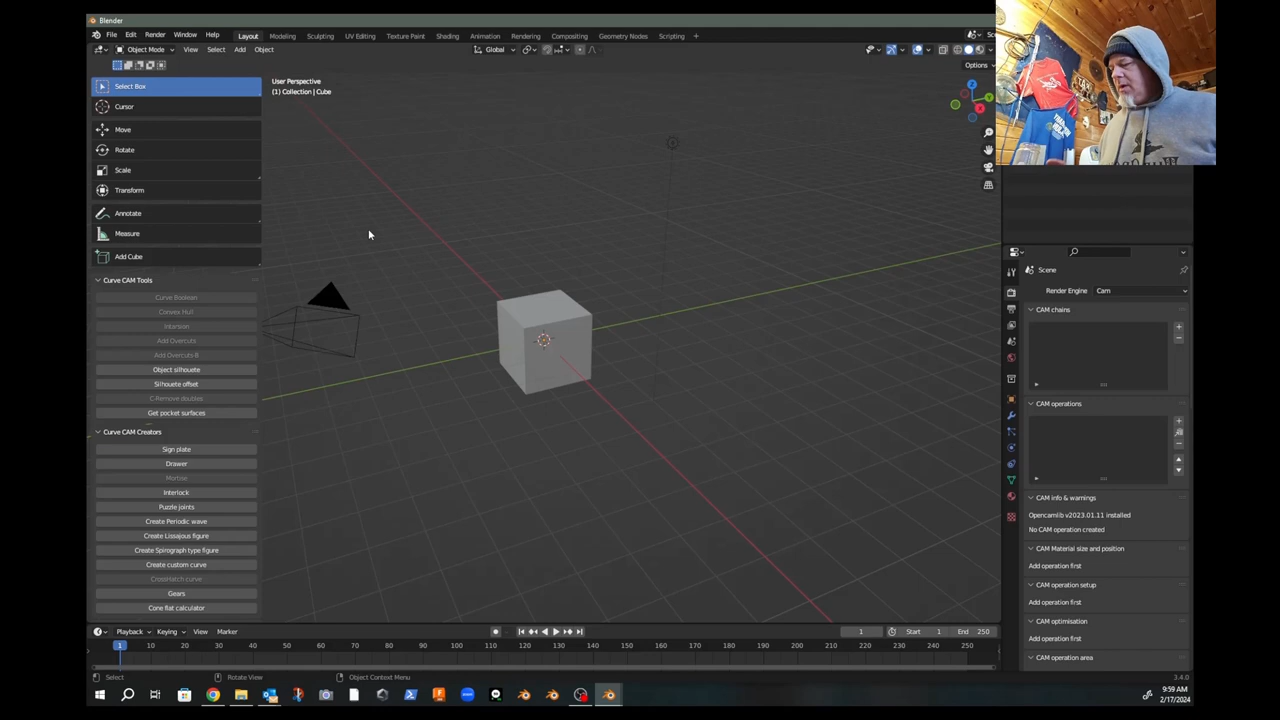 Blender
File Edit Render Window Help Layout Modeling Sculpting UV Editing Texture Paint Shading Animation Rendering Compositing Geometry Nodes Scripting +
Object Mode View Select Add Object Global
Options
Select Box
Cursor
Move
Rotate
Scale
Transform
Annotate
Measure
Add Cube
Curve CAM Tools
Curve Boolean
Convex Hull
Intarsion
Add Overcuts
Add Overcuts B
Object silhouete
Silhouete offset
C-Remove doubles
Get pocket surfaces
Curve CAM Creators
Sign plate
Drawer
Mortise
Interlock
Puzzle joints
Create Periodic wave
Create Lissajous figure
Create Spirograph type figure
Create custom curve
CrossHatch curve
Gears
Cone flat calculator
User Perspective
(1) Collection | Cube
Scene
Render Engine Cam
CAM chains
CAM operations
CAM info & warnings
Opencamlib v2023.01.11 installed
No CAM operation created
CAM Material size and position
Add operation first
CAM operation setup
Add operation first
CAM optimisation
Add operation first
CAM operation area
Playback Keying View Marker 1 Start 1 End 250
1 10 20 30 40 50 60 70 80 90 100 110 120 130 140 150 160 170 180 190 200 210 220 230 240 250
Select Rotate View Object Context Menu 3.4.0
9:59 AM
2/17/2024